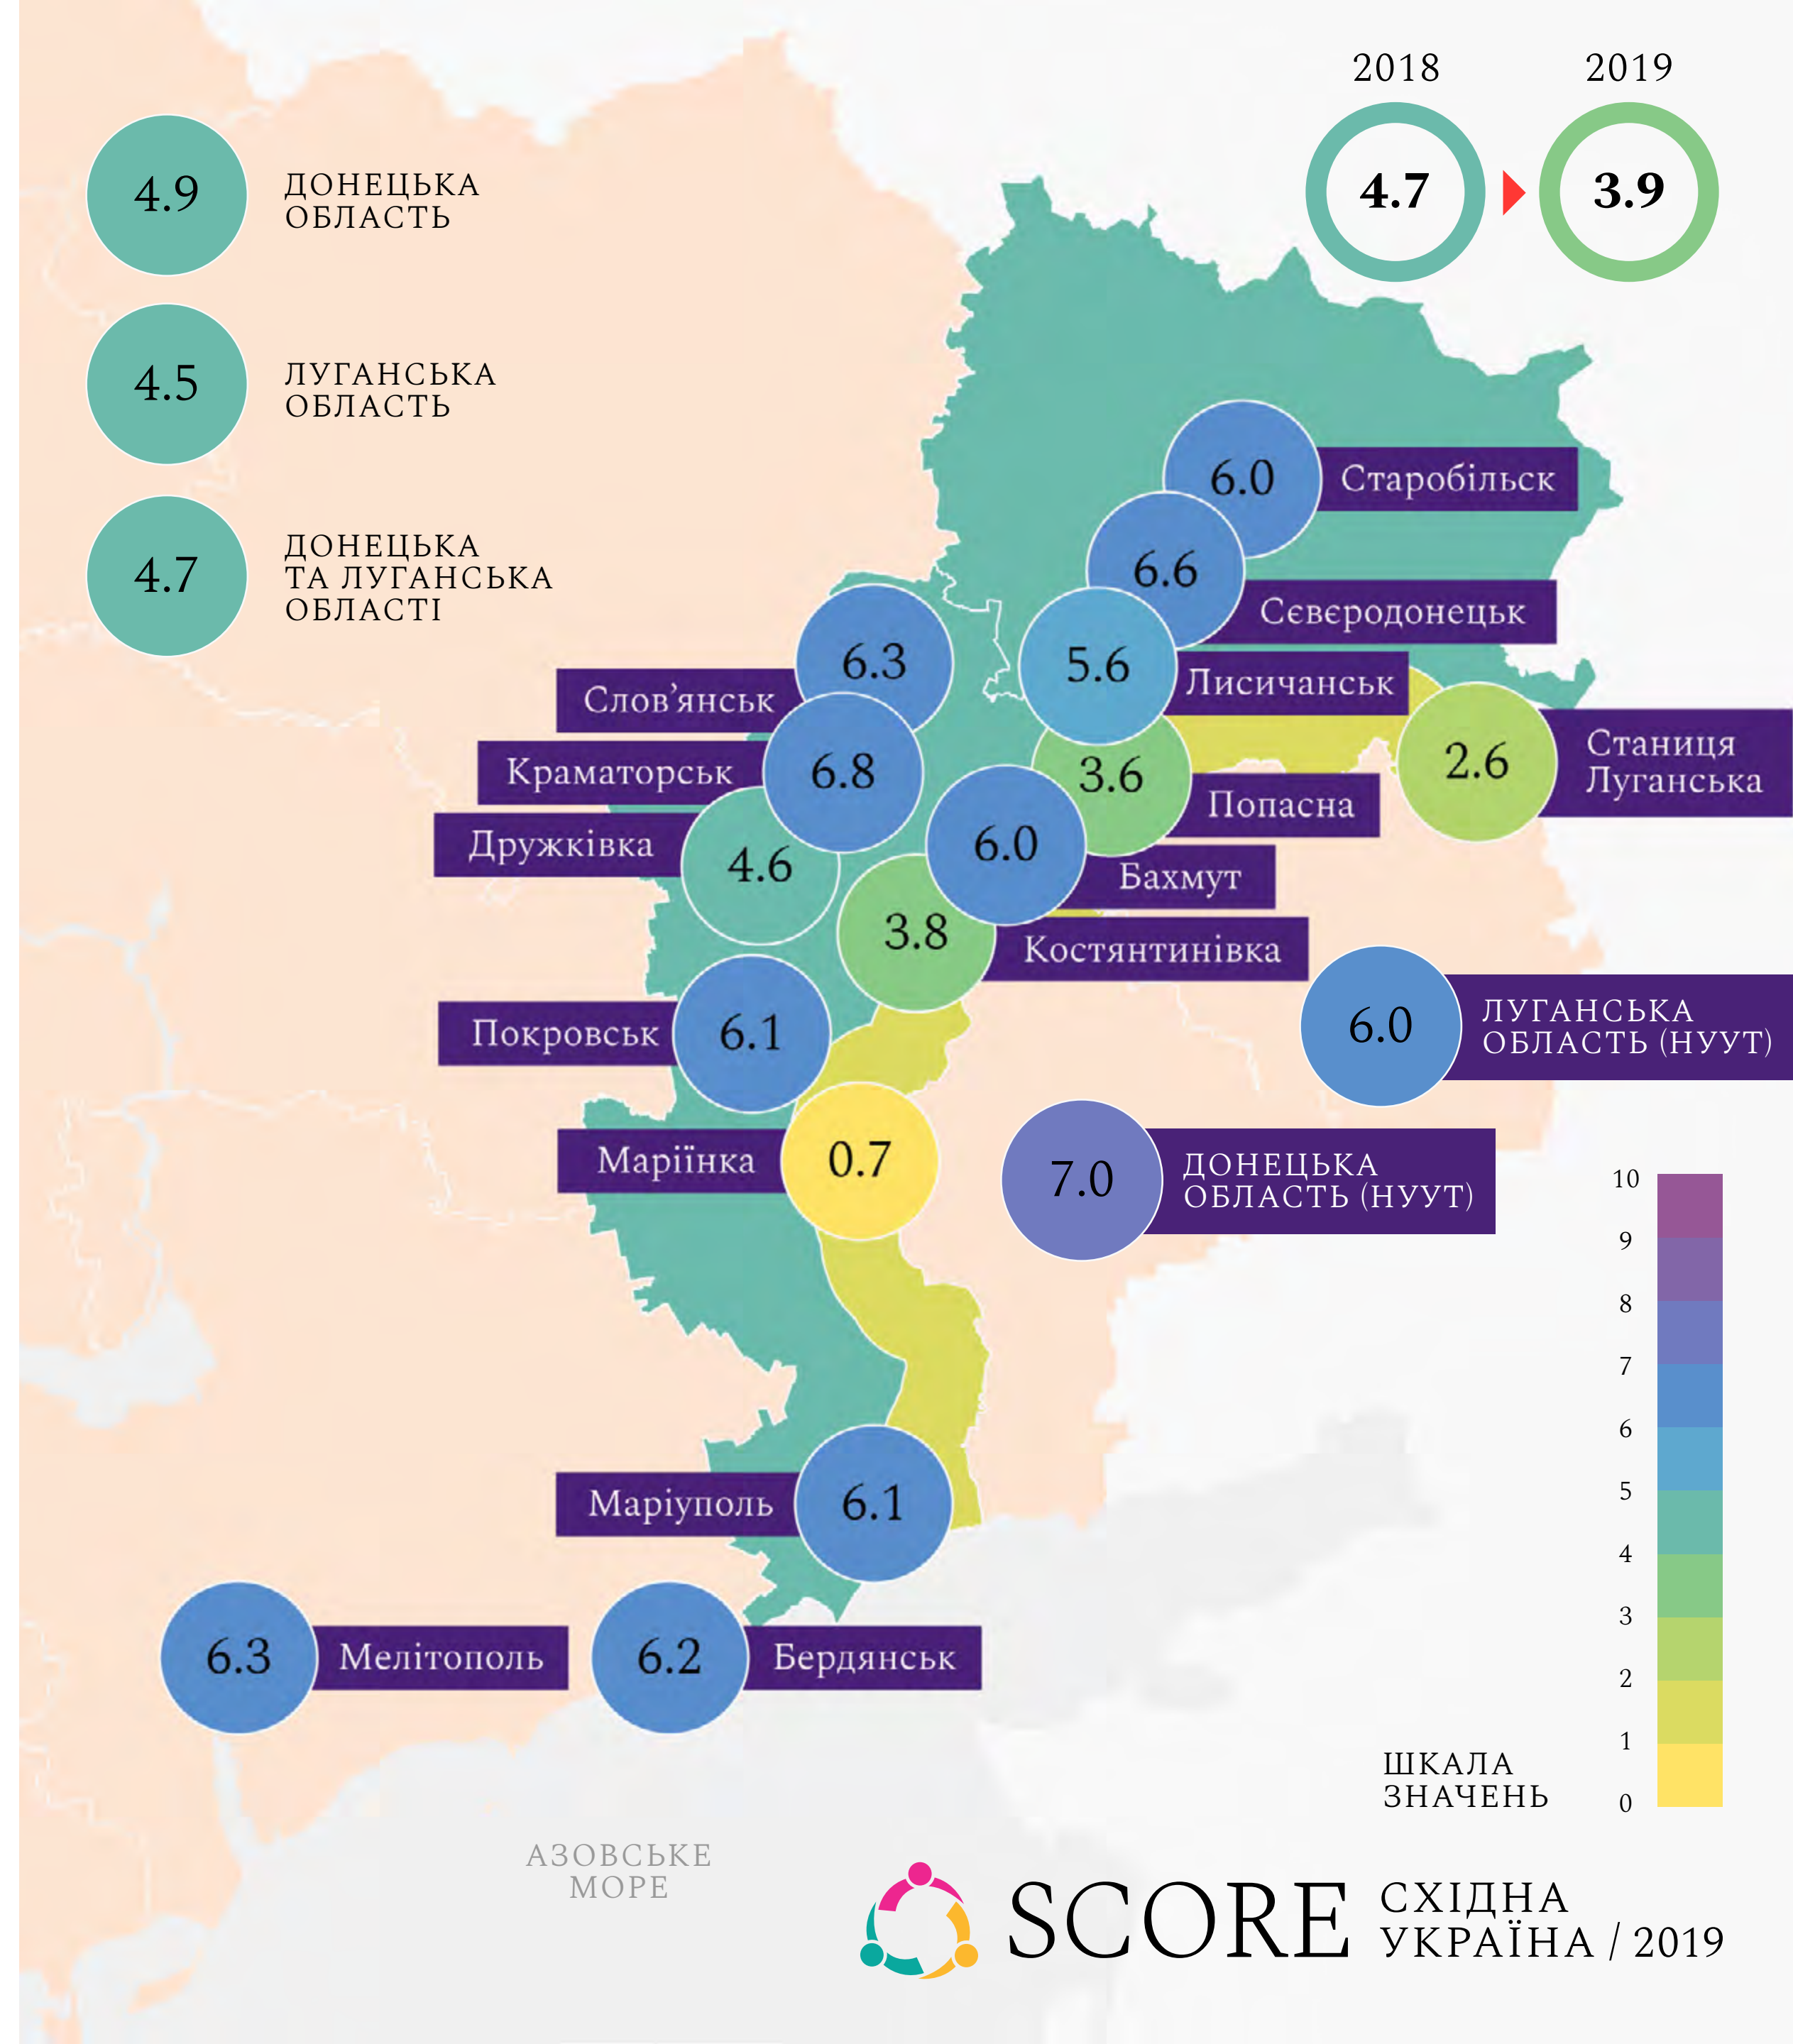 2018
2019
4.7
3.9
4.9
ДОНЕЦЬКА
ОБЛАСТЬ
4.5
ЛУГАНСЬКА
ОБЛАСТЬ
4.7
ДОНЕЦЬКА
ТА ЛУГАНСЬКА
ОБЛАСТІ
6.0
Старобільск
6.6
Сєвєродонецьк
6.3
Слов’янськ
5.6
Лисичанськ
6.8
Краматорськ
3.6
Попасна
2.6
Станиця
Луганська
4.6
Дружківка
6.0
Бахмут
3.8
Костянтинівка
6.1
Покровськ
6.0
ЛУГАНСЬКА
ОБЛАСТЬ (НУУТ)
0.7
Маріїнка
7.0
ДОНЕЦЬКА
ОБЛАСТЬ (НУУТ)
6.1
Маріуполь
6.3
Мелітополь
6.2
Бердянськ
10
9
8
7
6
5
4
3
2
1
0
ШКАЛА
ЗНАЧЕНЬ
АЗОВСЬКЕ
МОРЕ
SCORE
СХІДНА
УКРАЇНА / 2019